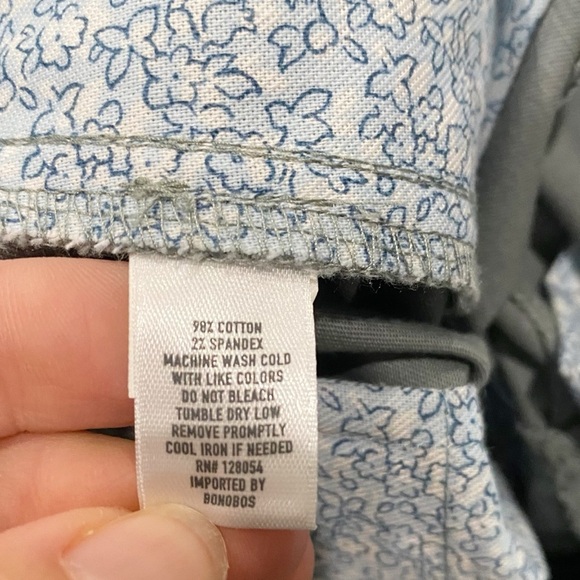 98% COTTON
2% SPANDEX
MACHINE WASH COLD
WITH LIKE COLORS
DO NOT BLEACH
TUMBLE DRY LOW
REMOVE PROMPTLY
COOL IRON IF NEEDED
RN# 128054
IMPORTED BY
BONOBOS